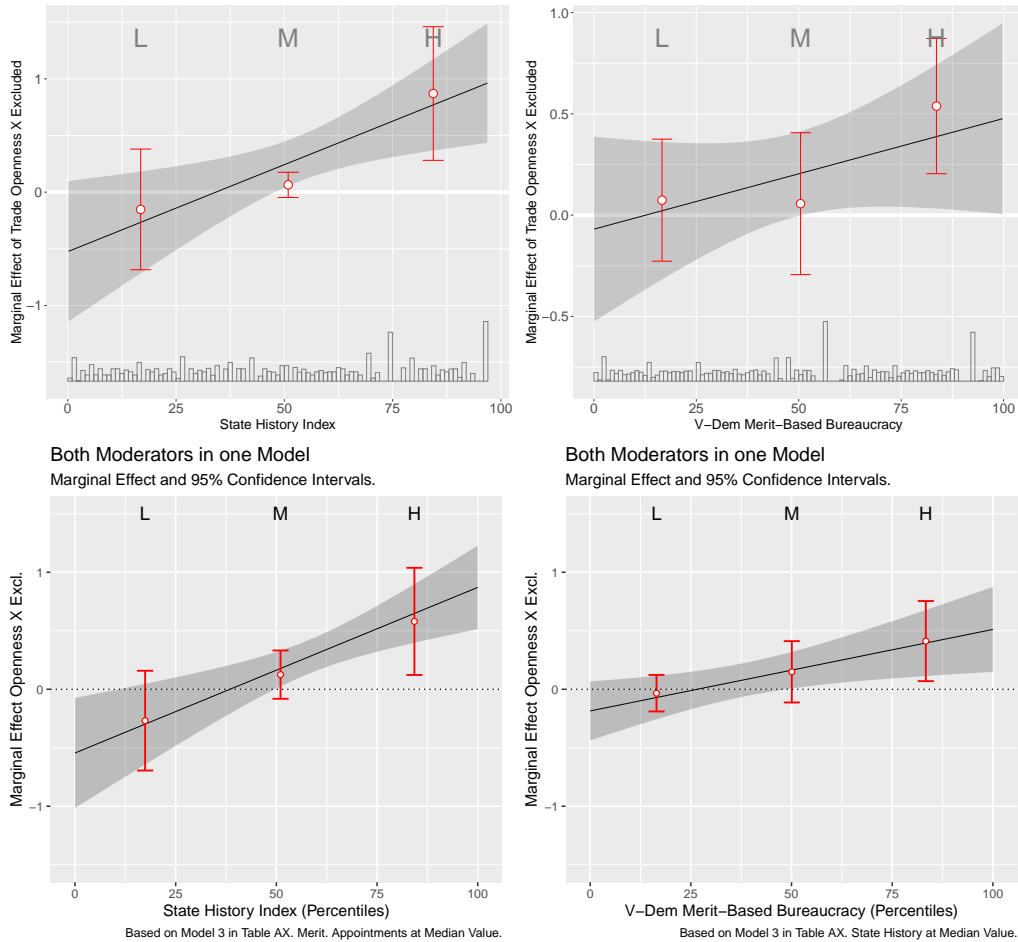 L M H
1
0
−1
Marginal Effect of Trade Openness X Excluded
0 25 50 75 100
State History Index
L M H
1.0
0.5
0.0
−0.5
Marginal Effect of Trade Openness X Excluded
0 25 50 75 100
V−Dem Merit−Based Bureaucracy
Both Moderators in one Model
Marginal Effect and 95% Confidence Intervals.
L M H
1
0
−1
Marginal Effect Openness X Excl.
0 25 50 75 100
State History Index (Percentiles)
Based on Model 3 in Table AX. Merit. Appointments at Median Value.
Both Moderators in one Model
Marginal Effect and 95% Confidence Intervals.
L M H
1
0
−1
Marginal Effect Openness X Excl.
0 25 50 75 100
V−Dem Merit−Based Bureaucracy (Percentiles)
Based on Model 3 in Table AX. State History at Median Value.